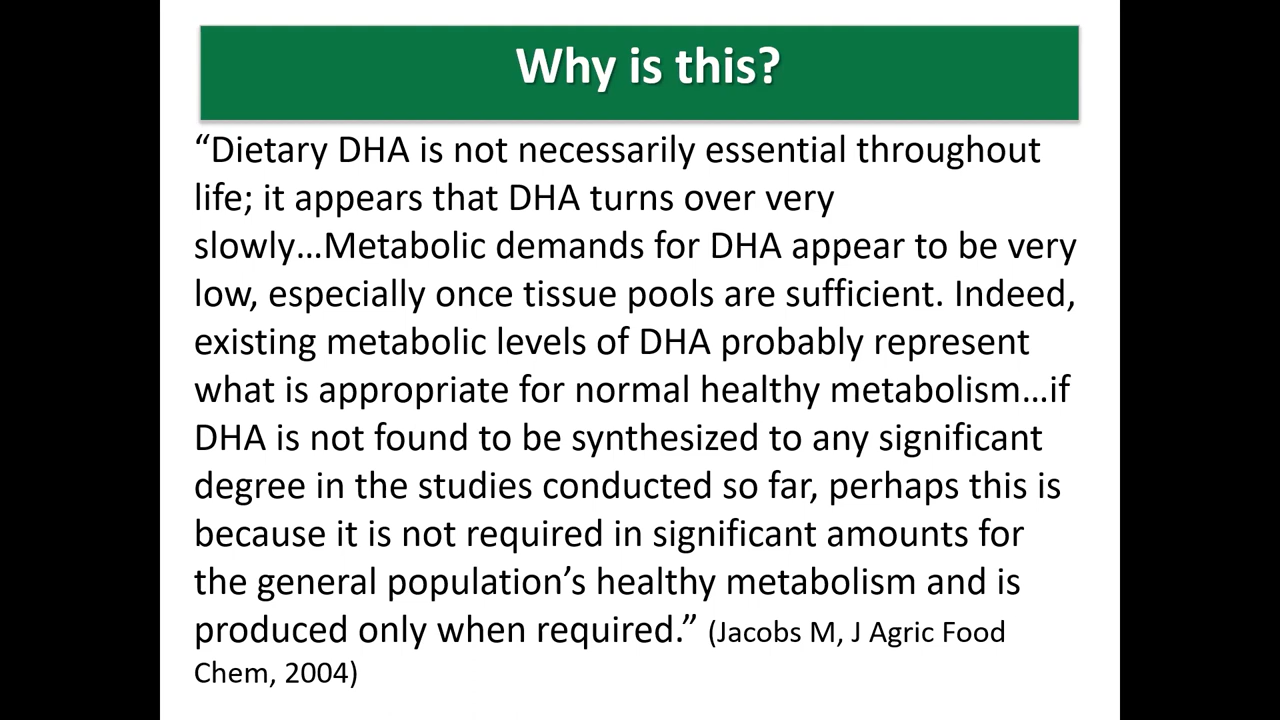 Why is this?
“Dietary DHA is not necessarily essential throughout
life; it appears that DHA turns over very
slowly…Metabolic demands for DHA appear to be very
low, especially once tissue pools are sufficient. Indeed,
existing metabolic levels of DHA probably represent
what is appropriate for normal healthy metabolism…if
DHA is not found to be synthesized to any significant
degree in the studies conducted so far, perhaps this is
because it is not required in significant amounts for
the general population’s healthy metabolism and is
produced only when required.” (Jacobs M, J Agric Food
Chem, 2004)